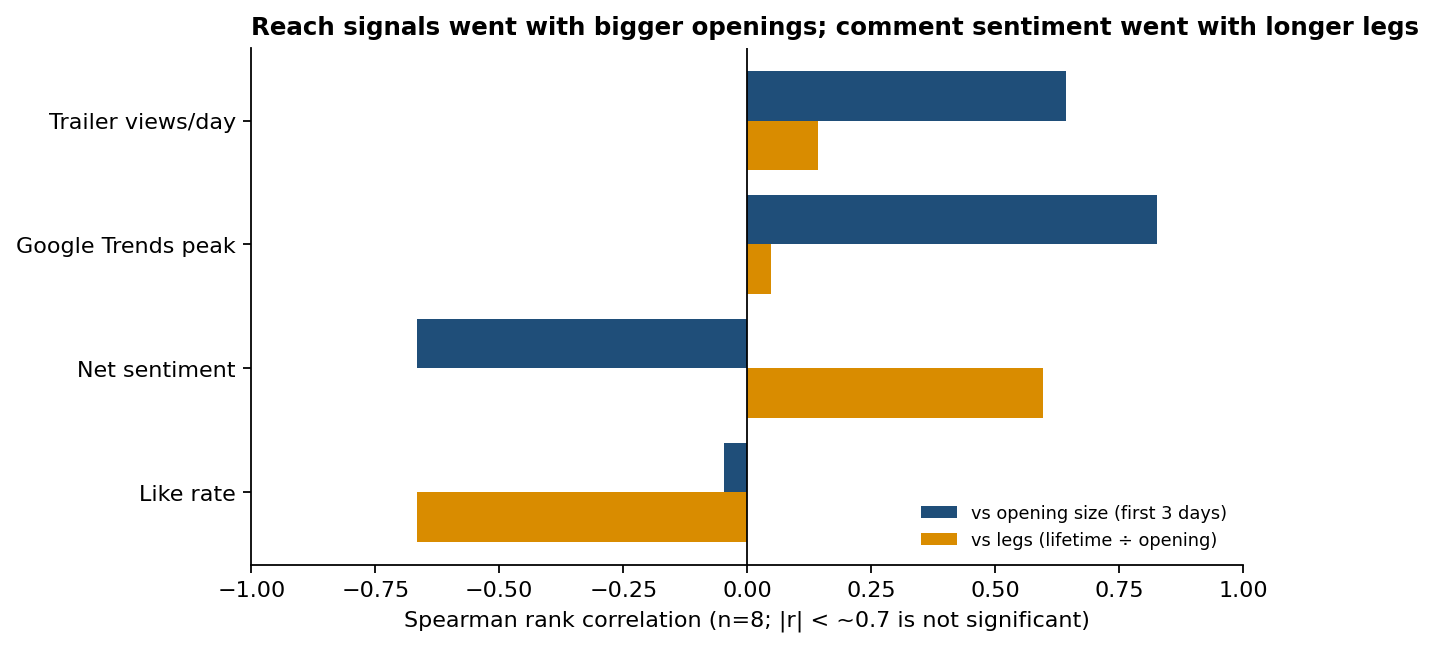 Reach signals went with bigger openings; comment sentiment went with longer legs
Trailer views/day
Google Trends peak
Net sentiment
Like rate
vs opening size (first 3 days)
vs legs (lifetime ÷ opening)
−1.00 −0.75 −0.50 −0.25 0.00 0.25 0.50 0.75 1.00
Spearman rank correlation (n=8; |r| < ~0.7 is not significant)